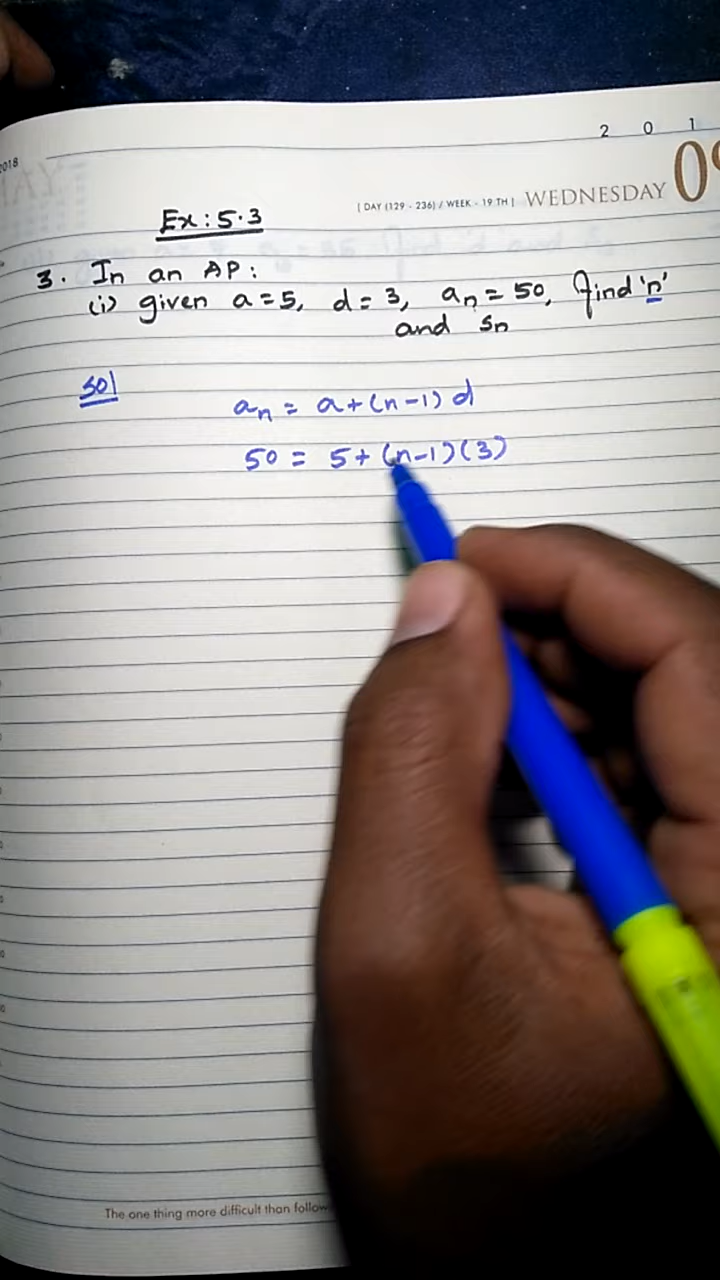 2018
2 0 1
[ DAY (129 - 236) / WEEK - 19 TH ] WEDNESDAY 09
Ex : 5.3
3. In an AP :
(i) given a = 5, d = 3, an = 50, find 'n'
and Sn
Sol
an = a + (n-1) d
50 = 5 + (n-1)(3)
The one thing more difficult than follow